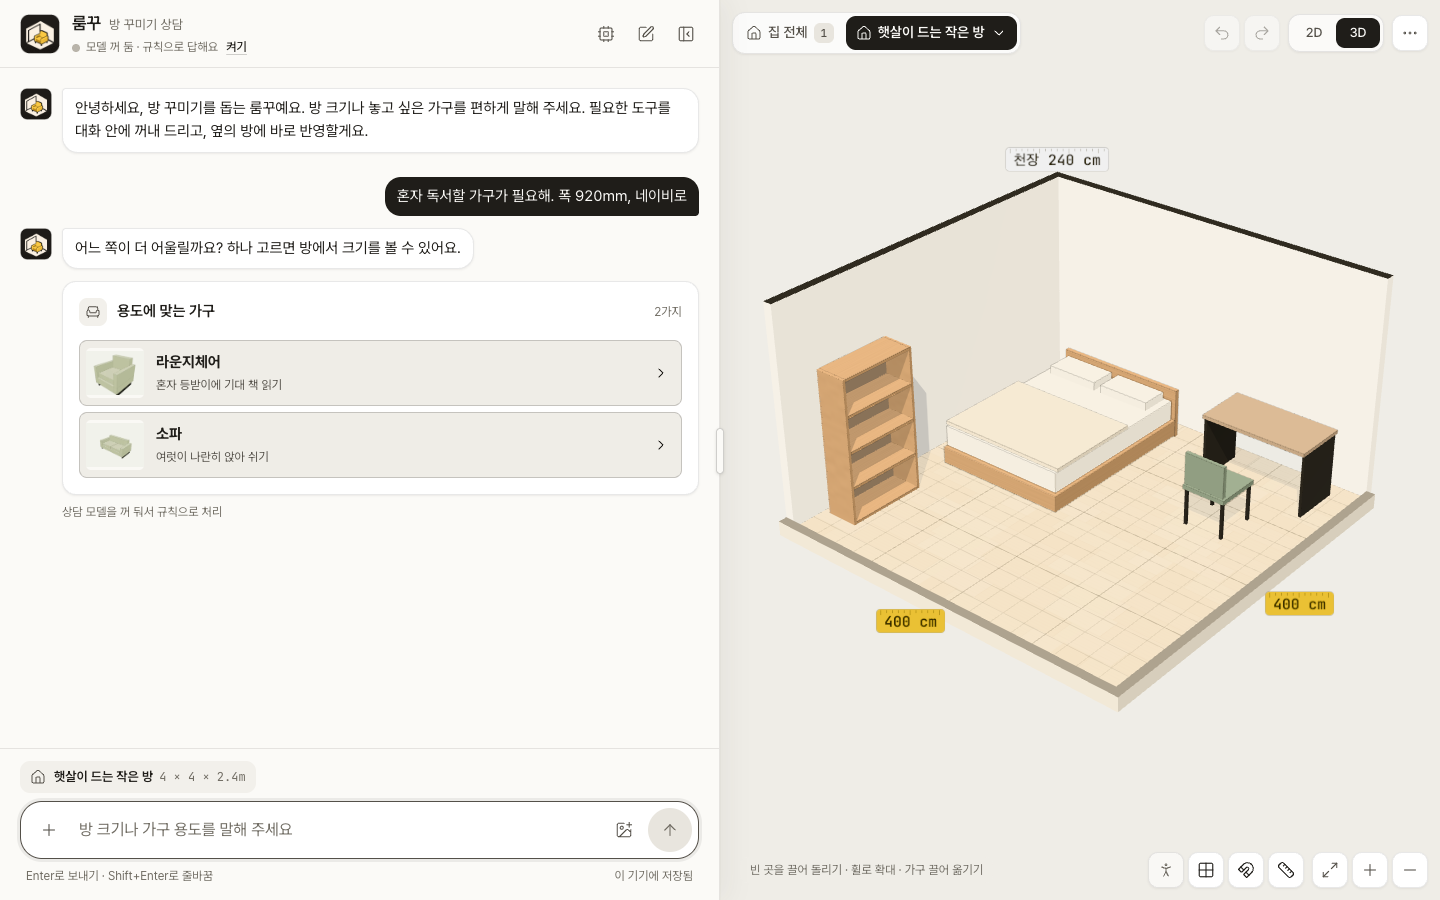 룸꾸 방 꾸미기 상담
모델 꺼 둠 · 규칙으로 답해요 켜기
안녕하세요, 방 꾸미기를 돕는 룸꾸예요. 방 크기나 놓고 싶은 가구를 편하게 말해 주세요. 필요한 도구를
대화 안에 꺼내 드리고, 옆의 방에 바로 반영할게요.
혼자 독서할 가구가 필요해. 폭 920mm, 네이비로
어느 쪽이 더 어울릴까요? 하나 고르면 방에서 크기를 볼 수 있어요.
용도에 맞는 가구 2가지
라운지체어
혼자 등받이에 기대 책 읽기
소파
여럿이 나란히 앉아 쉬기
상담 모델을 꺼 둬서 규칙으로 처리
햇살이 드는 작은 방 4 × 4 × 2.4m
방 크기나 가구 용도를 말해 주세요
Enter로 보내기 · Shift+Enter로 줄바꿈 이 기기에 저장됨
집 전체 1 햇살이 드는 작은 방 2D 3D
천장 240 cm
400 cm
400 cm
빈 곳을 끌어 돌리기 · 휠로 확대 · 가구 끌어 옮기기